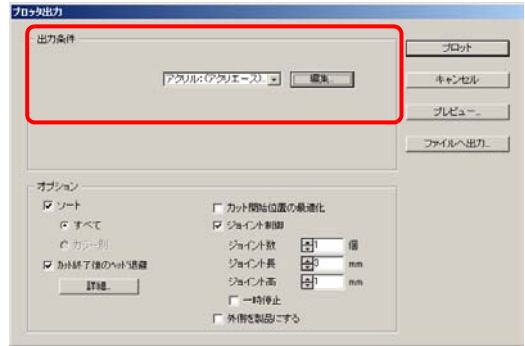 プロッタ出力
出力条件
アクリル:(アクリエース)..
編集..
プロット
キャンセル
プレビュー..
ファイルへ出力..
オプション
ソート
すべて
カラー別
カット終了後のヘッド退避
詳細..
カット開始位置の最適化
ジョイント制御
ジョイント数 1 個
ジョイント長 3 mm
ジョイント高 1 mm
一時停止
外側を製品にする